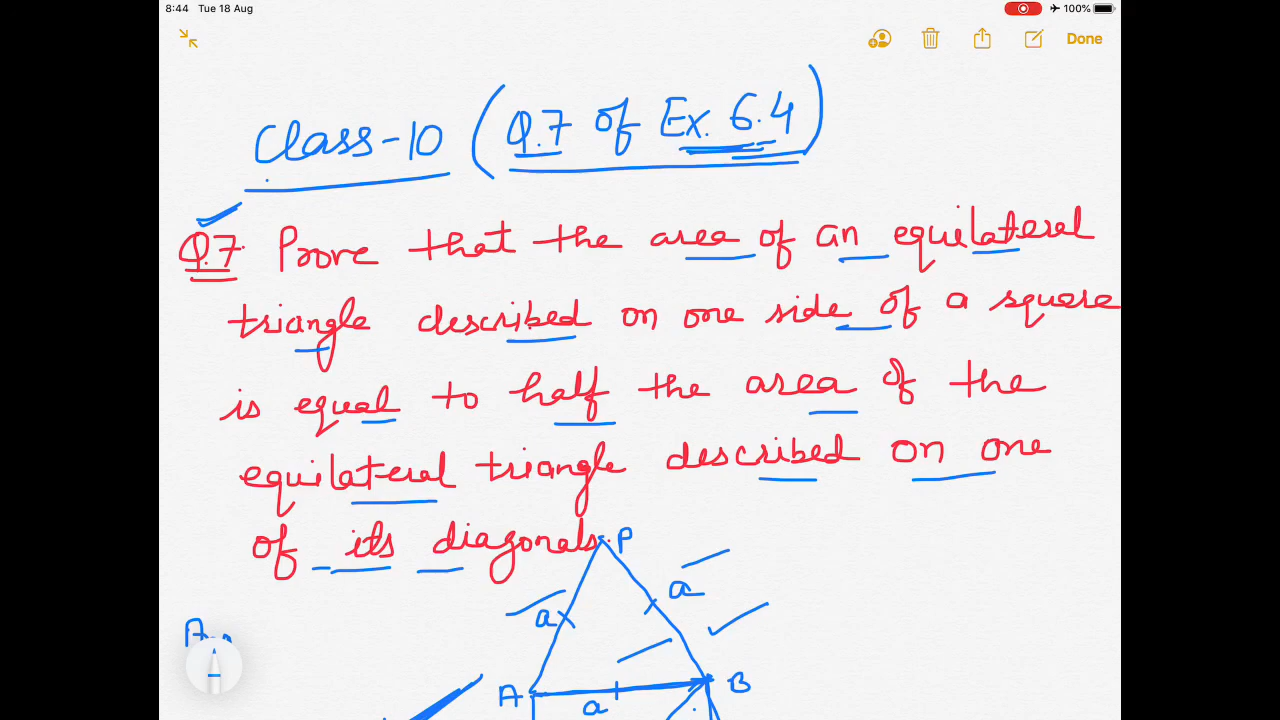 8:44 Tue 18 Aug
100%
Done
Class-10 (Q.7 of Ex. 6.4)
Q.7 Prove that the area of an equilateral
triangle described on one side of a square
is equal to half the area of the
equilateral triangle described on one
of its diagonals.
P
a
a
A
B
a